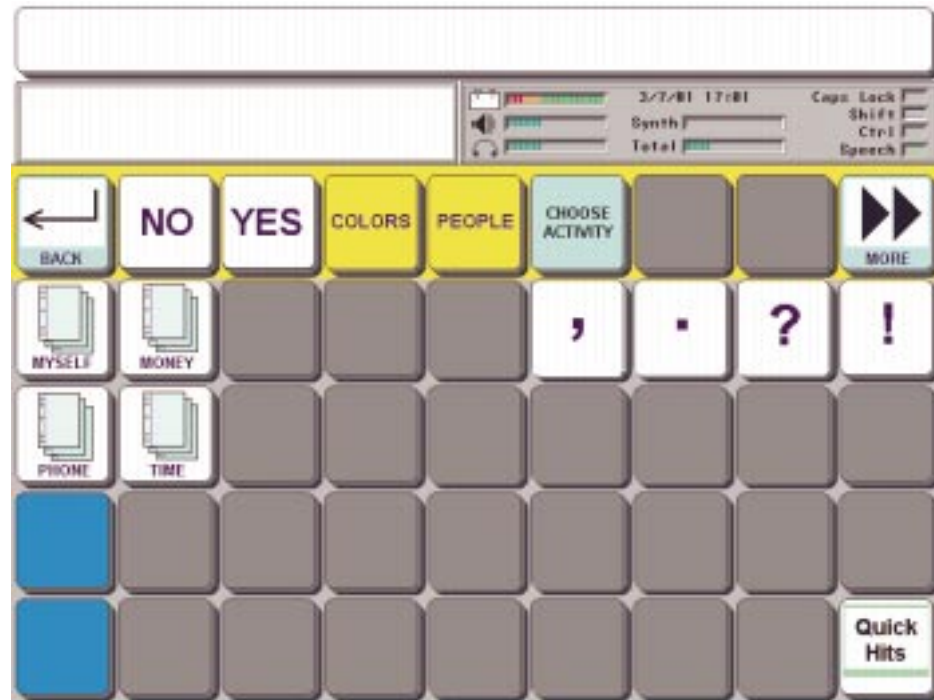 3/7/01 17:01
Caps Lock
Shift
Synth
Ctrl
Total
Speech
BACK
NO
YES
COLORS
PEOPLE
CHOOSE
ACTIVITY
MORE
MYSELF
MONEY
,
.
?
!
PHONE
TIME
Quick
Hits